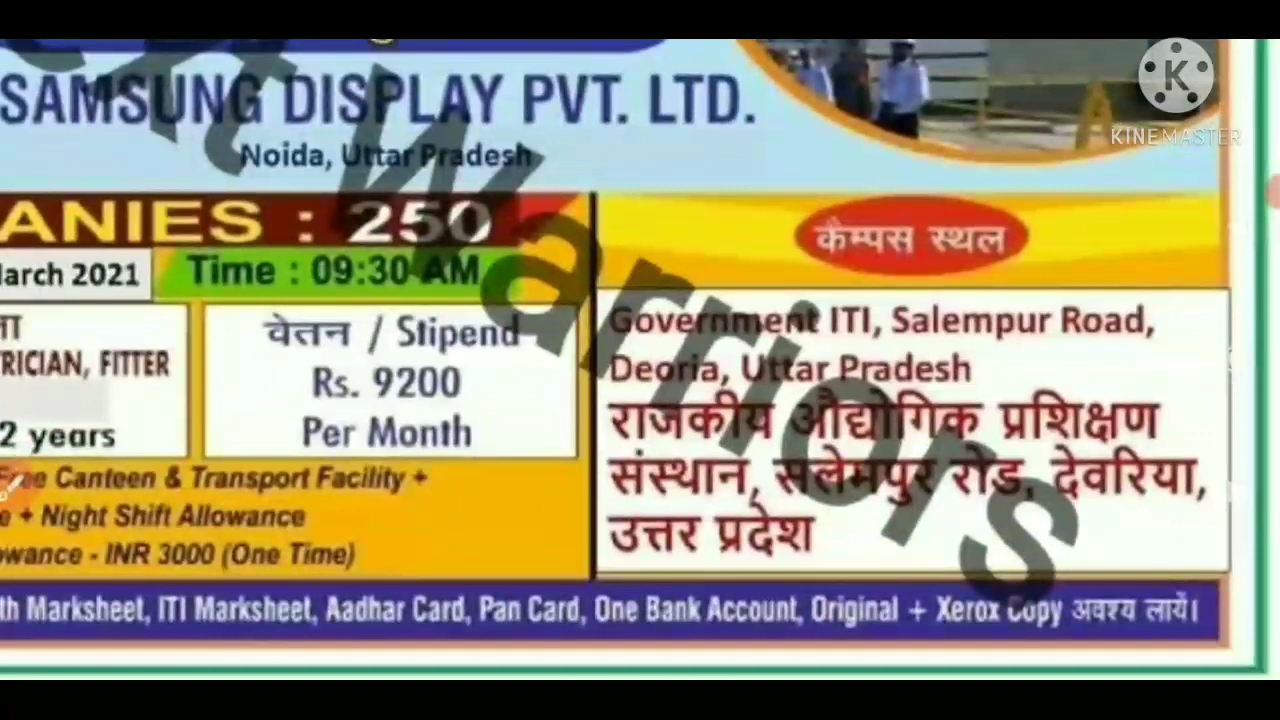 SAMSUNG DISPLAY PVT. LTD.
Noida, Uttar Pradesh
ANIES : 250
March 2021
Time : 09:30 AM
कैम्पस स्थल
RICIAN, FITTER
2 years
वेतन / Stipend
Rs. 9200
Per Month
Government ITI, Salempur Road,
Deoria, Uttar Pradesh
राजकीय औद्योगिक प्रशिक्षण
संस्थान, सलेमपुर रोड, देवरिया,
उत्तर प्रदेश
Free Canteen & Transport Facility +
e + Night Shift Allowance
owance - INR 3000 (One Time)
th Marksheet, ITI Marksheet, Aadhar Card, Pan Card, One Bank Account, Original + Xerox Copy अवश्य लायें।
warriors
K
KINEMASTER